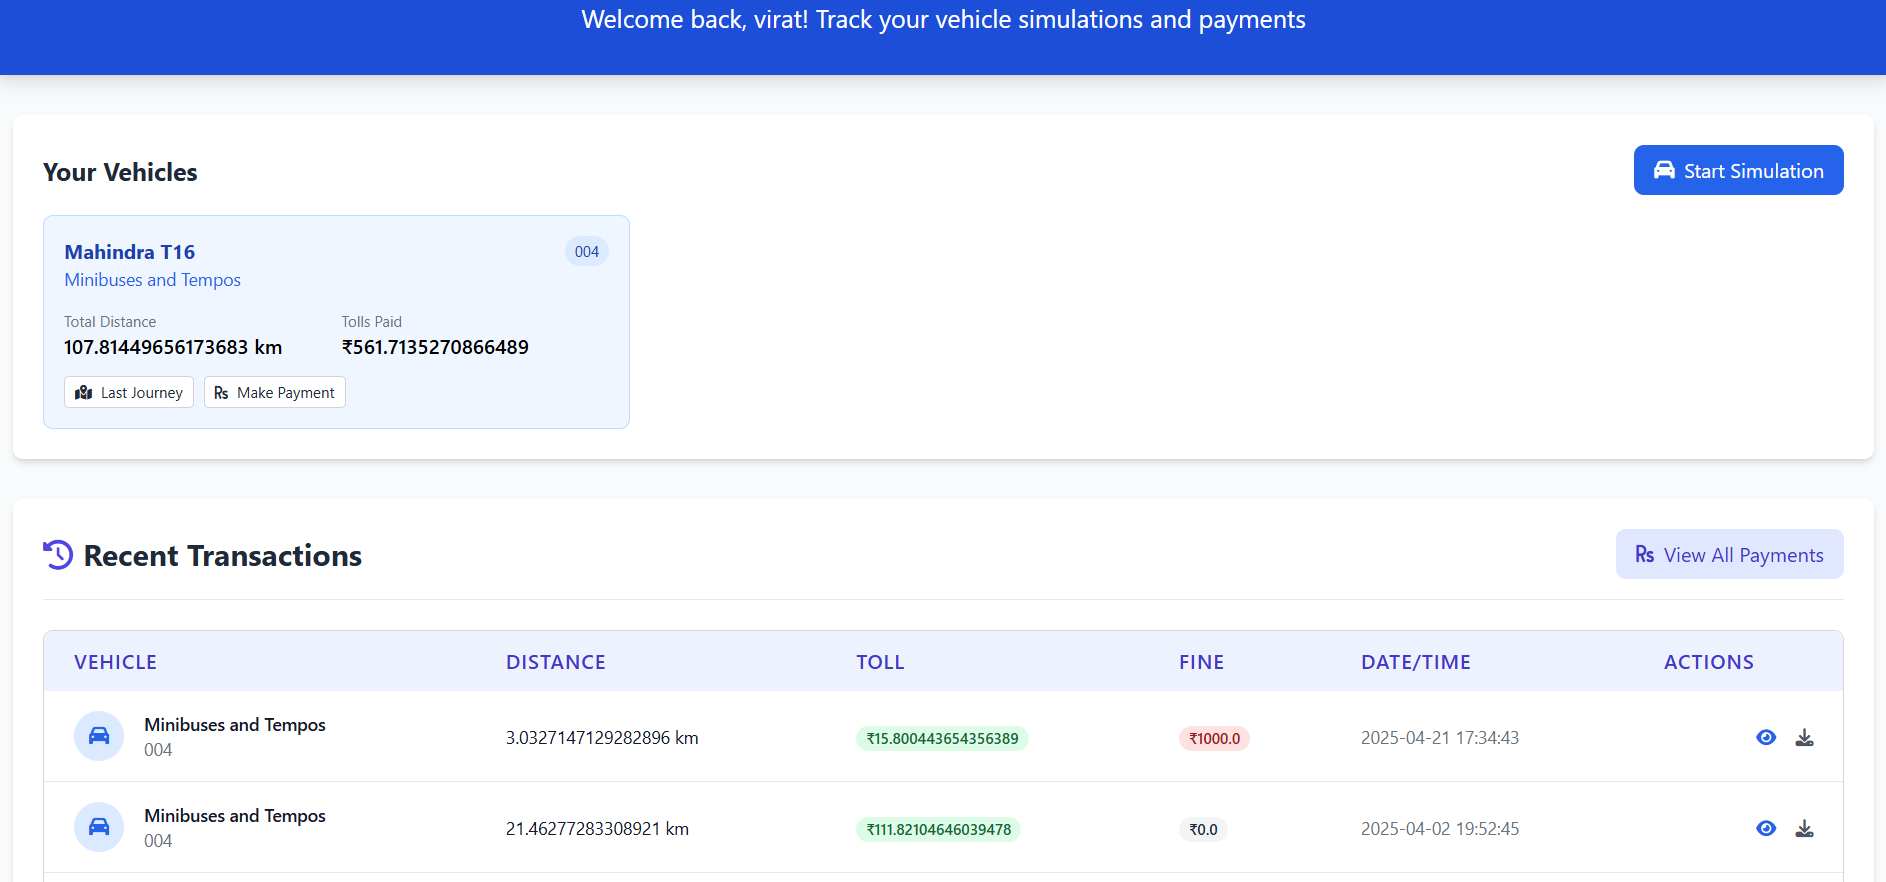 Welcome back, virat! Track your vehicle simulations and payments
Your Vehicles
Start Simulation
Mahindra T16
004
Minibuses and Tempos
Total Distance
Tolls Paid
107.81449656173683 km
₹561.7135270866489
Last Journey
Rs Make Payment
Recent Transactions
Rs View All Payments
VEHICLE DISTANCE TOLL FINE DATE/TIME ACTIONS
Minibuses and Tempos
004
3.0327147129282896 km
₹15.800443654356389
₹1000.0
2025-04-21 17:34:43
Minibuses and Tempos
004
21.46277283308921 km
₹111.82104646039478
₹0.0
2025-04-02 19:52:45